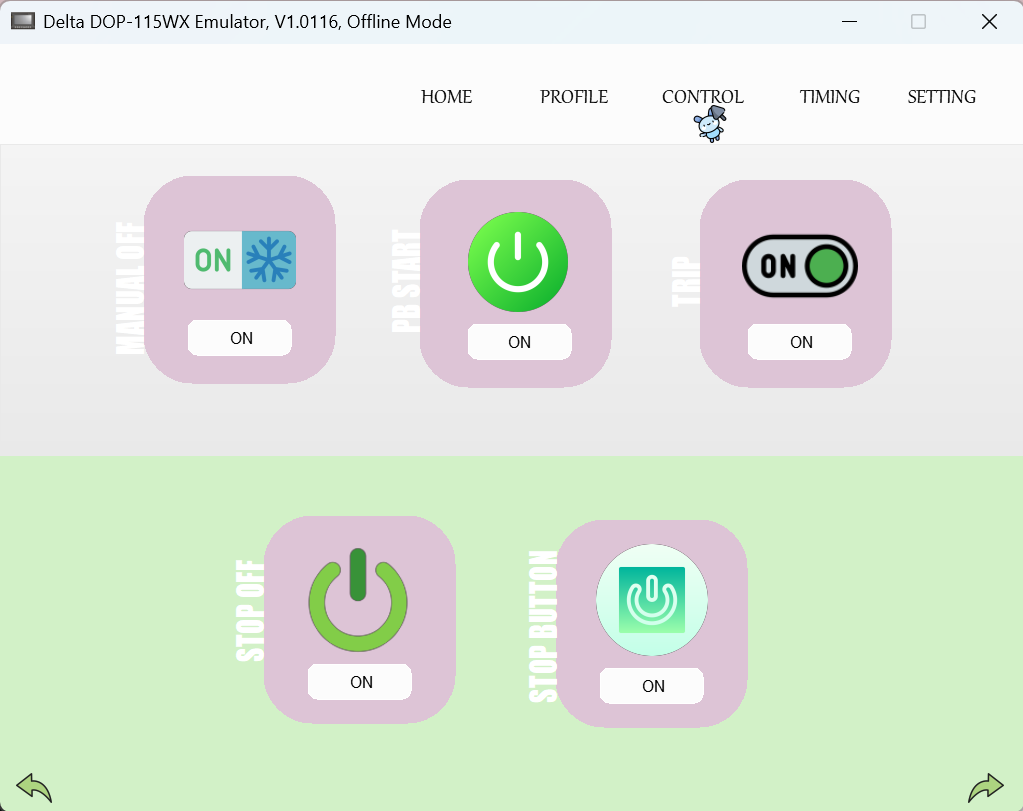 Delta DOP-115WX Emulator, V1.0116, Offline Mode
HOME
PROFILE
CONTROL
TIMING
SETTING
MANUAL OFF
ON
ON
PB START
ON
TRIP
ON
ON
STOP OFF
ON
STOP BUTTON
ON